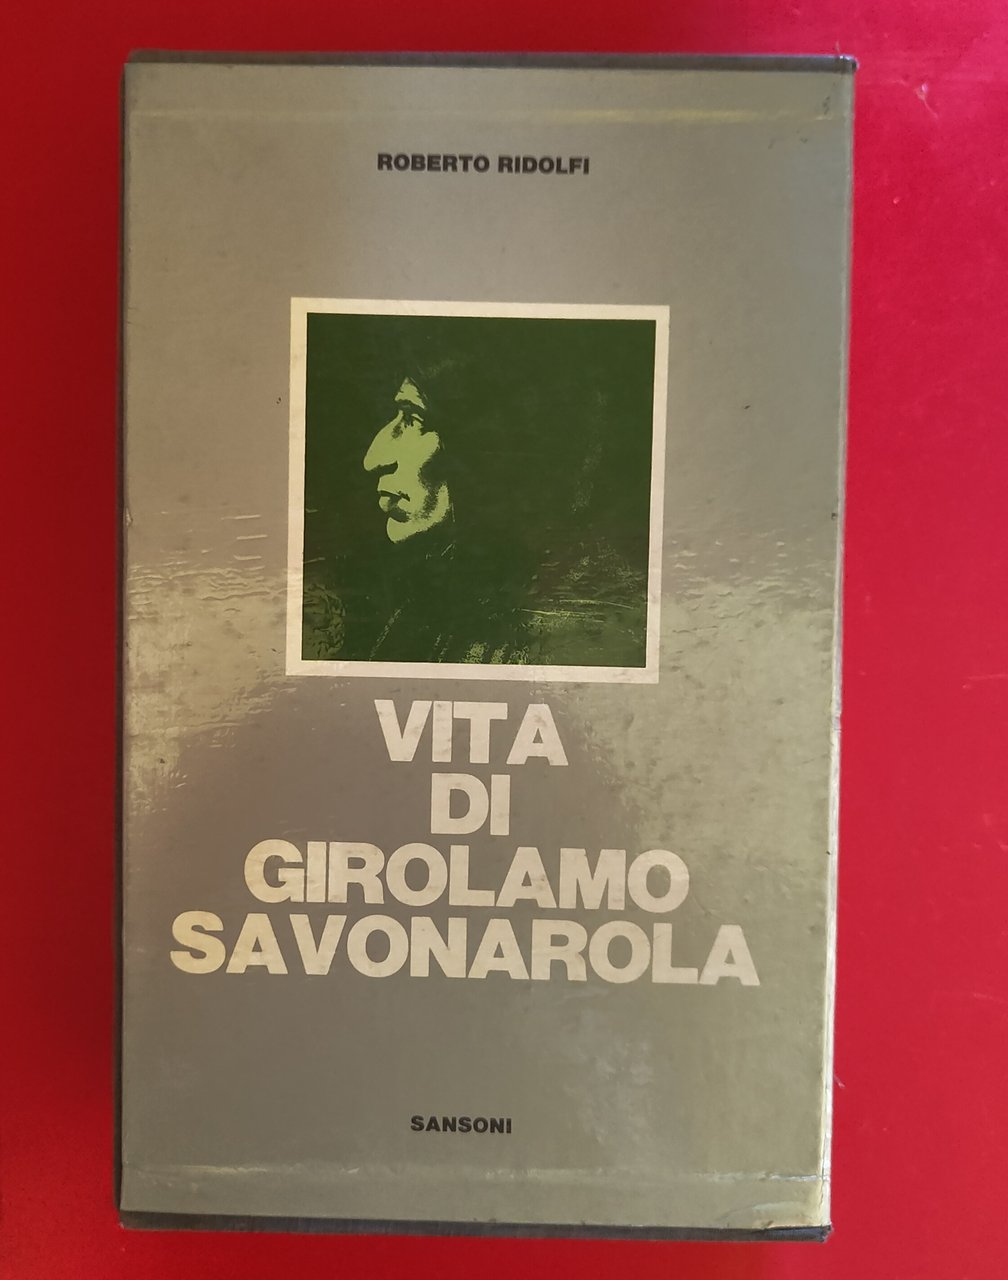 ROBERTO RIDOLFI
VITA
DI
GIROLAMO
SAVONAROLA
SANSONI